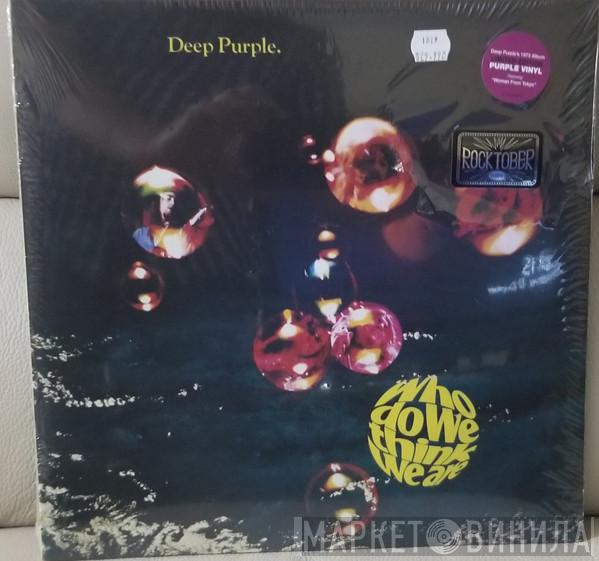 Deep Purple.
Deep Purple's 1973 Album
PURPLE VINYL
Featuring
"Woman From Tokyo"
ROCKTOBER
Who
do We
think
We are
МАРКЕТ ВИНИЛА